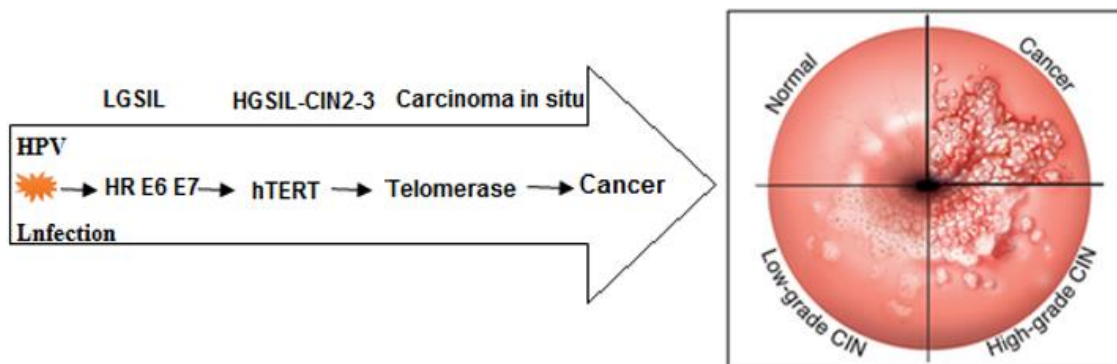 LGSIL HGSIL-CIN2-3 Carcinoma in situ
HPV
HR E6 E7 hTERT Telomerase Cancer
Lnfection
Normal
Cancer
Low-grade CIN
High-grade CIN